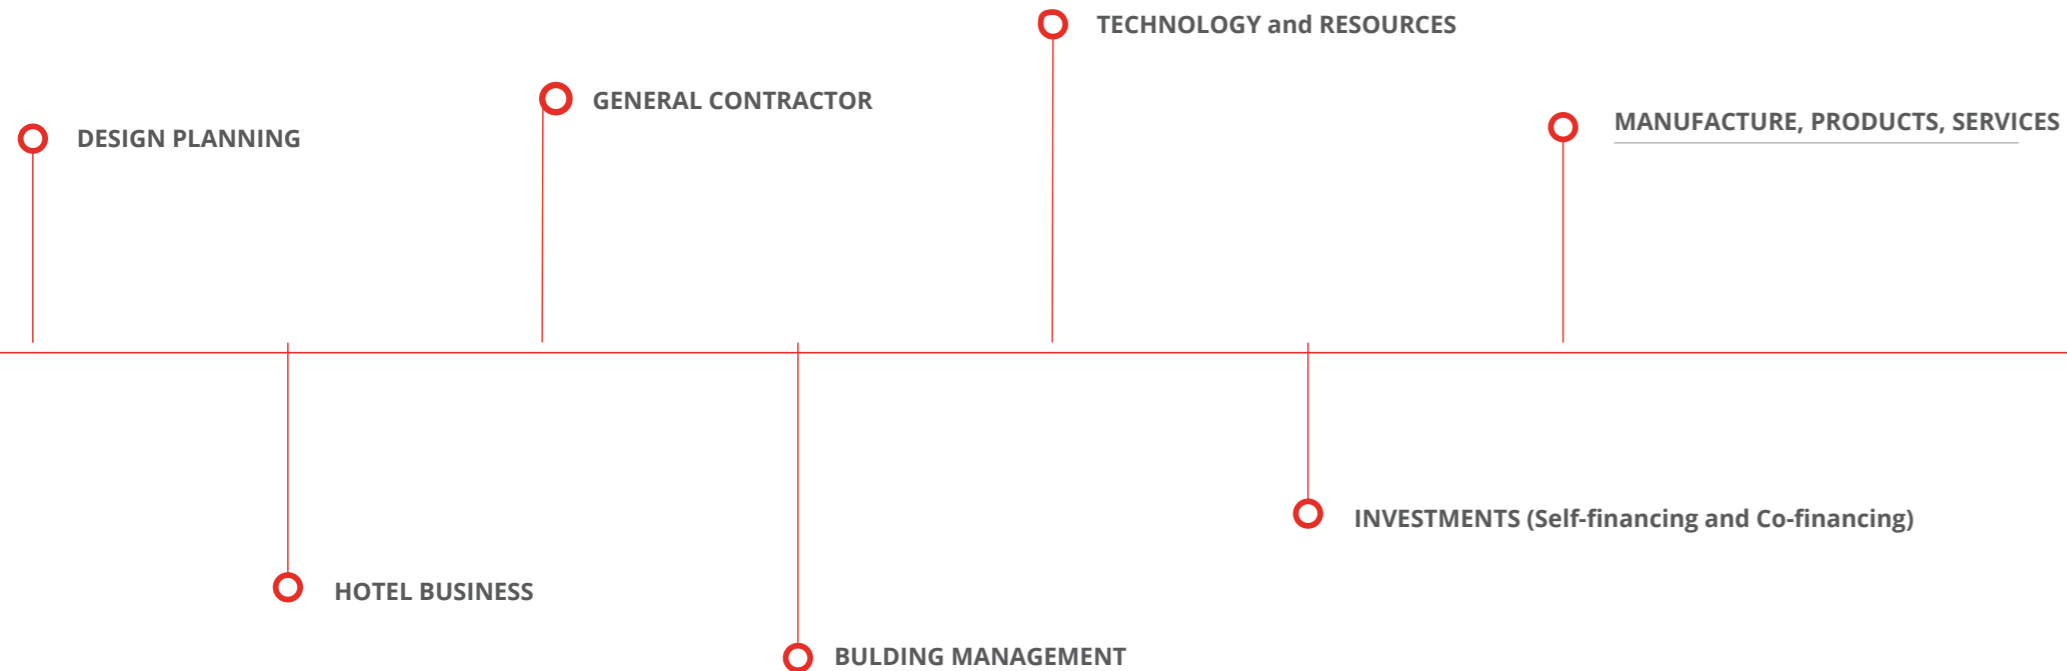 TECHNOLOGY and RESOURCES
GENERAL CONTRACTOR
MANUFACTURE, PRODUCTS, SERVICES
DESIGN PLANNING
INVESTMENTS (Self-financing and Co-financing)
HOTEL BUSINESS
BULDING MANAGEMENT